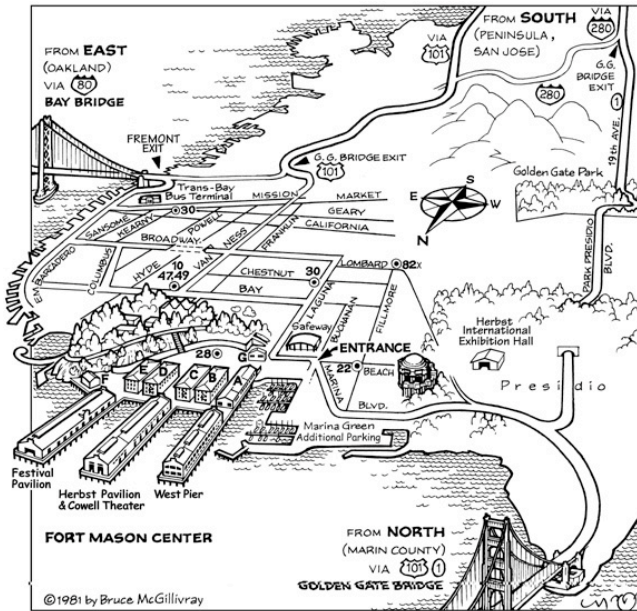 FROM EAST
(OAKLAND)
VIA 80
BAY BRIDGE
VIA
101
FROM SOUTH
(PENINSULA,
SAN JOSE)
VIA
280
G.G.
BRIDGE
EXIT
1
280
19th AVE.
FREMONT
EXIT
G.G. BRIDGE EXIT
101
Golden Gate Park
S
E
W
N
Trans-Bay
Bus Terminal
MISSION
MARKET
SANSOME
KEARNY
30
POWELL
GEARY
CALIFORNIA
BROADWAY
VAN NESS
FRANKLIN
EMBARCADERO
COLUMBUS
HYDE
10
47.49
CHESTNUT
30
LOMBARD
82X
BAY
LAGUNA
BUCHANAN
FILLMORE
PARK PRESIDIO
BLVD.
Safeway
ENTRANCE
Herbst
International
Exhibition Hall
28
G
22
BEACH
Presidio
F
E
D
C
B
A
MARINA
BLVD.
Marina Green
Additional Parking
Festival
Pavilion
Herbst Pavilion
& Cowell Theater
West Pier
FORT MASON CENTER
FROM NORTH
(MARIN COUNTY)
VIA 101 1
GOLDEN GATE BRIDGE
©1981 by Bruce McGillivray